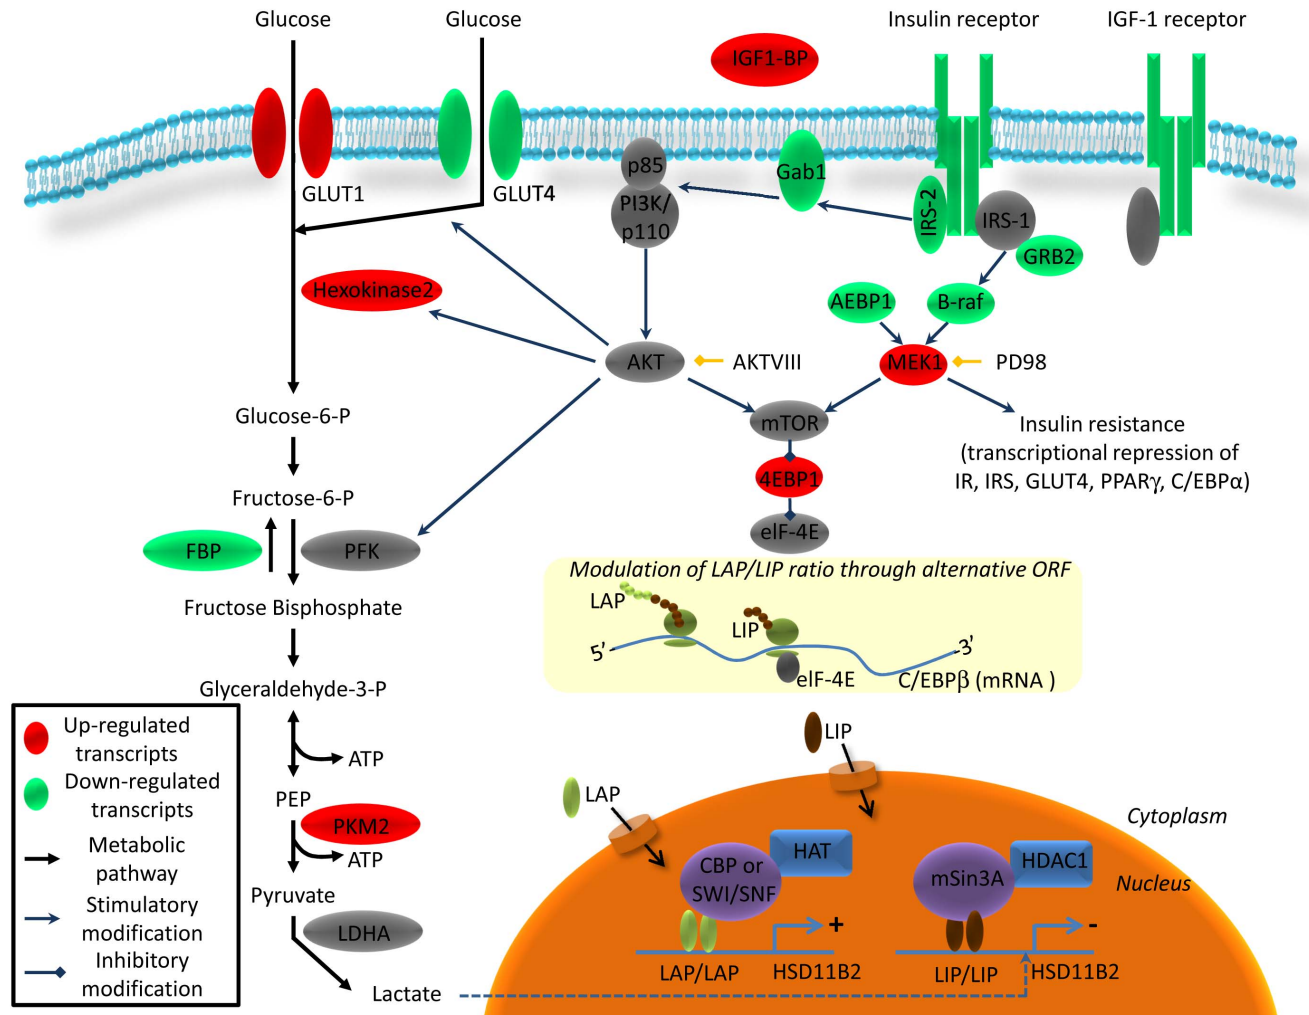 Glucose
Glucose
Insulin receptor
IGF-1 receptor
IGF1-BP
GLUT1
GLUT4
p85
PI3K/
p110
Gab1
IRS-2
IRS-1
GRB2
Hexokinase2
AEBP1
B-raf
AKT
AKTVIII
MEK1
PD98
mTOR
Insulin resistance
(transcriptional repression of
IR, IRS, GLUT4, PPARγ, C/EBPα)
4EBP1
eIF-4E
Glucose-6-P
Fructose-6-P
FBP
PFK
Fructose Bisphosphate
Glyceraldehyde-3-P
ATP
PEP
PKM2
ATP
Pyruvate
LDHA
Lactate
Modulation of LAP/LIP ratio through alternative ORF
LAP
LIP
5’
3’
eIF-4E
C/EBPβ (mRNA )
Up-regulated
transcripts
Down-regulated
transcripts
Metabolic
pathway
Stimulatory
modification
Inhibitory
modification
LIP
LAP
Cytoplasm
Nucleus
CBP or
SWI/SNF
HAT
mSin3A
HDAC1
+
-
LAP/LAP
HSD11B2
LIP/LIP
HSD11B2